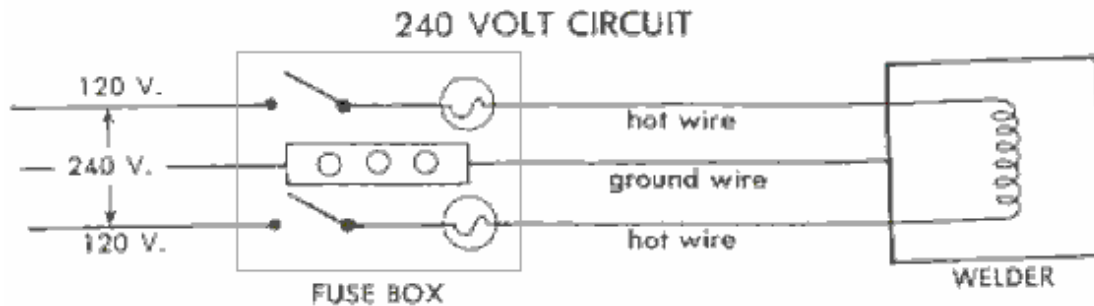 240 VOLT CIRCUIT
120 V.
hot wire
240 V.
ground wire
120 V.
hot wire
FUSE BOX
WELDER